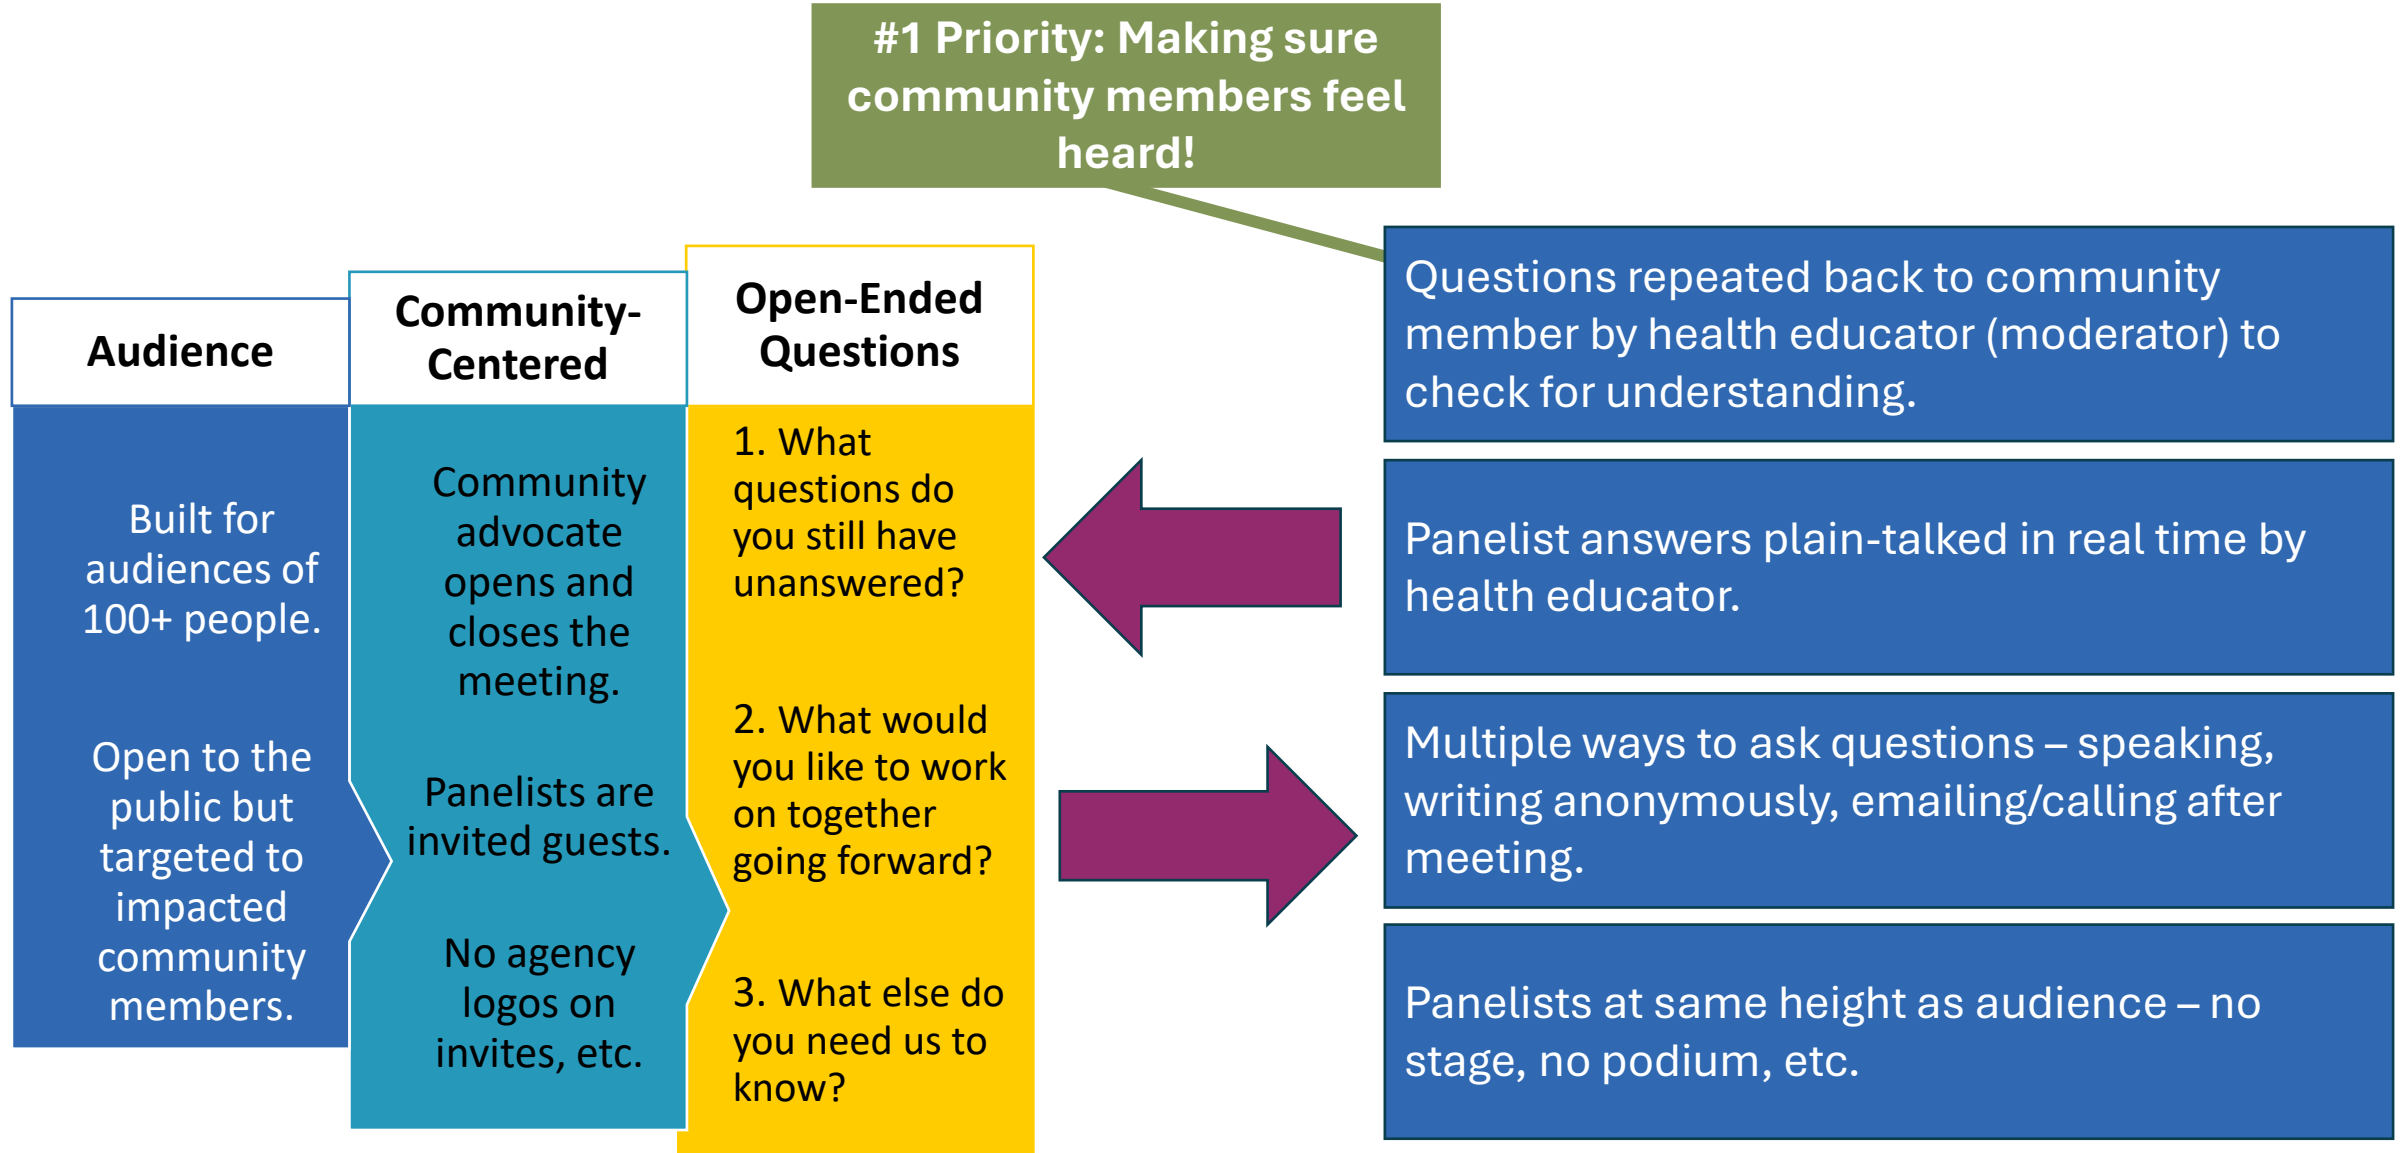 #1 Priority: Making sure
community members feel
heard!
Audience
Built for
audiences of
100+ people.
Open to the
public but
targeted to
impacted
community
members.
Community-
Centered
Community
advocate
opens and
closes the
meeting.
Panelists are
invited guests.
No agency
logos on
invites, etc.
Open-Ended
Questions
1. What
questions do
you still have
unanswered?
2. What would
you like to work
on together
going forward?
3. What else do
you need us to
know?
Questions repeated back to community
member by health educator (moderator) to
check for understanding.
Panelist answers plain-talked in real time by
health educator.
Multiple ways to ask questions – speaking,
writing anonymously, emailing/calling after
meeting.
Panelists at same height as audience – no
stage, no podium, etc.